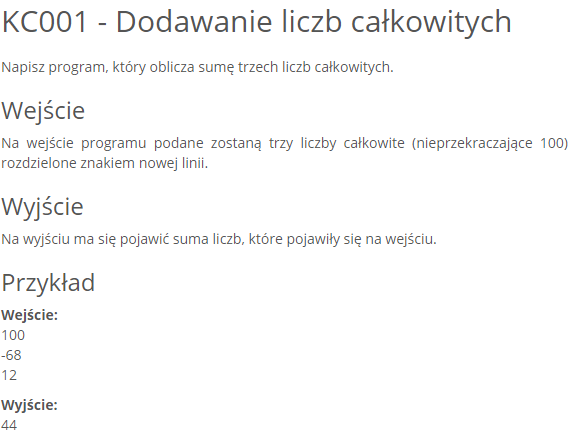 KC001 - Dodawanie liczb całkowitych
Napisz program, który oblicza sumę trzech liczb całkowitych.
Wejście
Na wejście programu podane zostaną trzy liczby całkowite (nieprzekraczające 100)
rozdzielone znakiem nowej linii.
Wyjście
Na wyjściu ma się pojawić suma liczb, które pojawiły się na wejściu.
Przykład
Wejście:
100
-68
12
Wyjście:
44